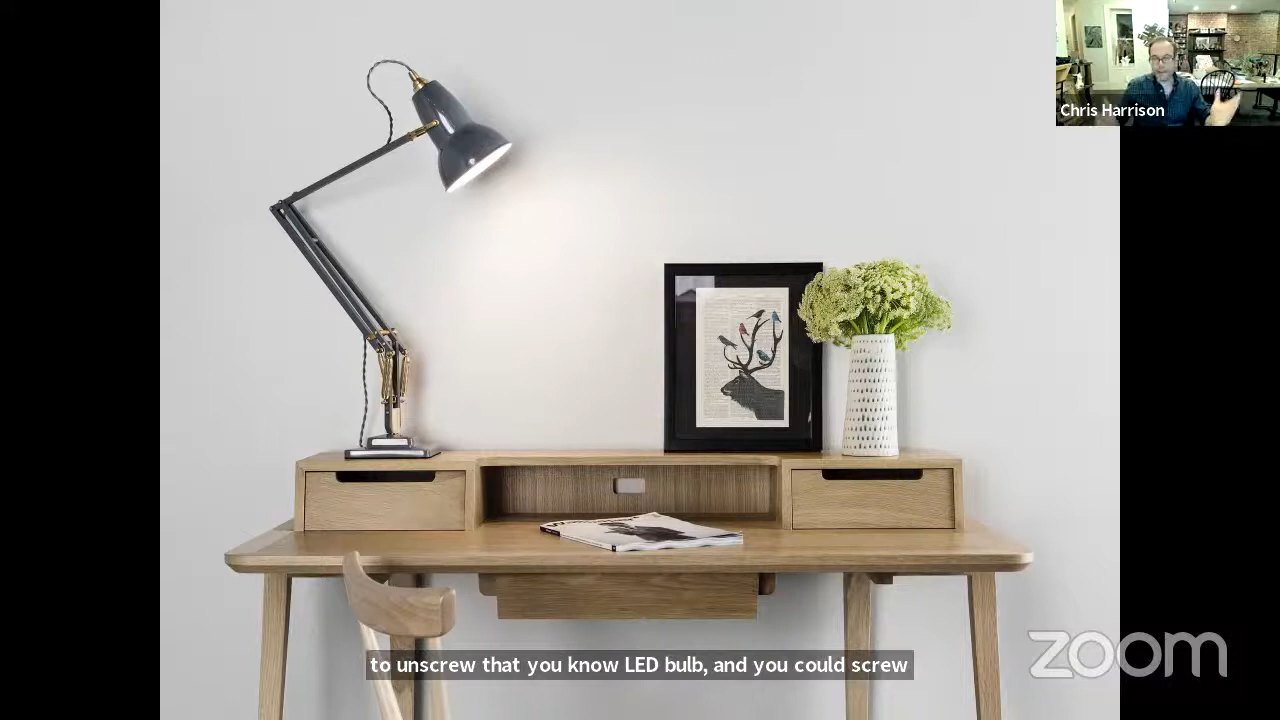 Chris Harrison
to unscrew that you know LED bulb, and you could screw
zoom